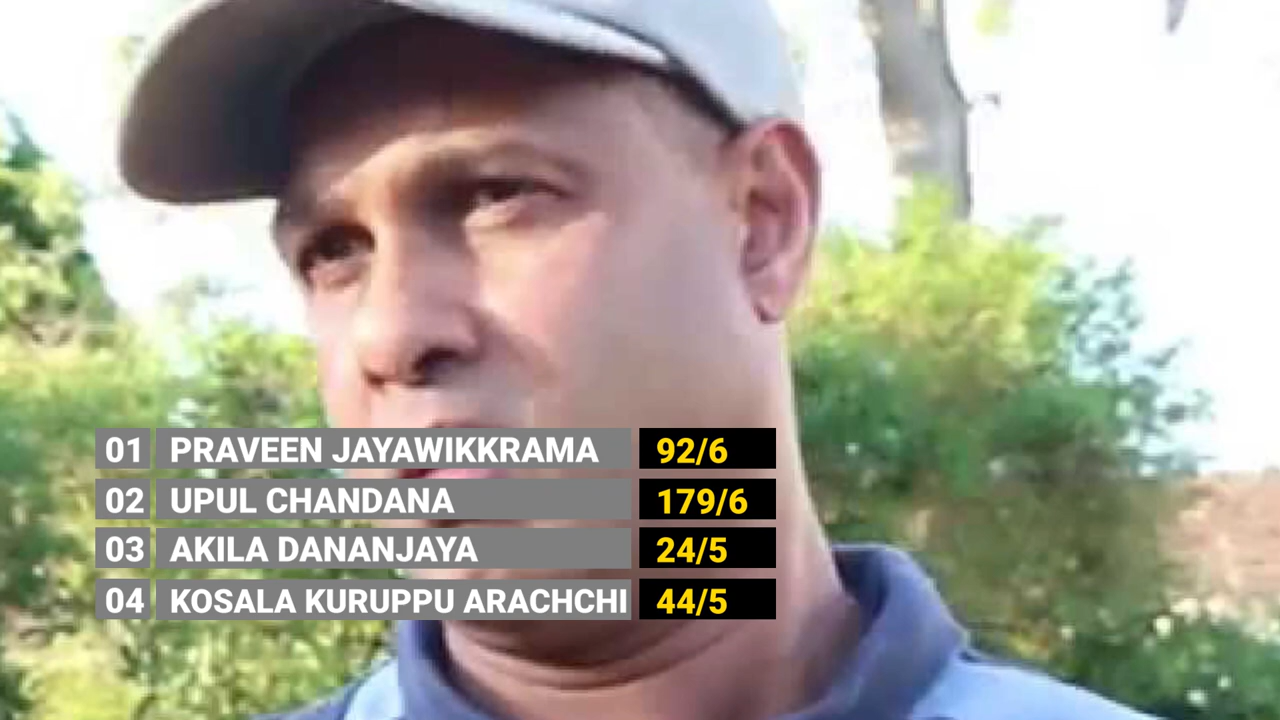 01 PRAVEEN JAYAWIKKRAMA 92/6
02 UPUL CHANDANA 179/6
03 AKILA DANANJAYA 24/5
04 KOSALA KURUPPU ARACHCHI 44/5